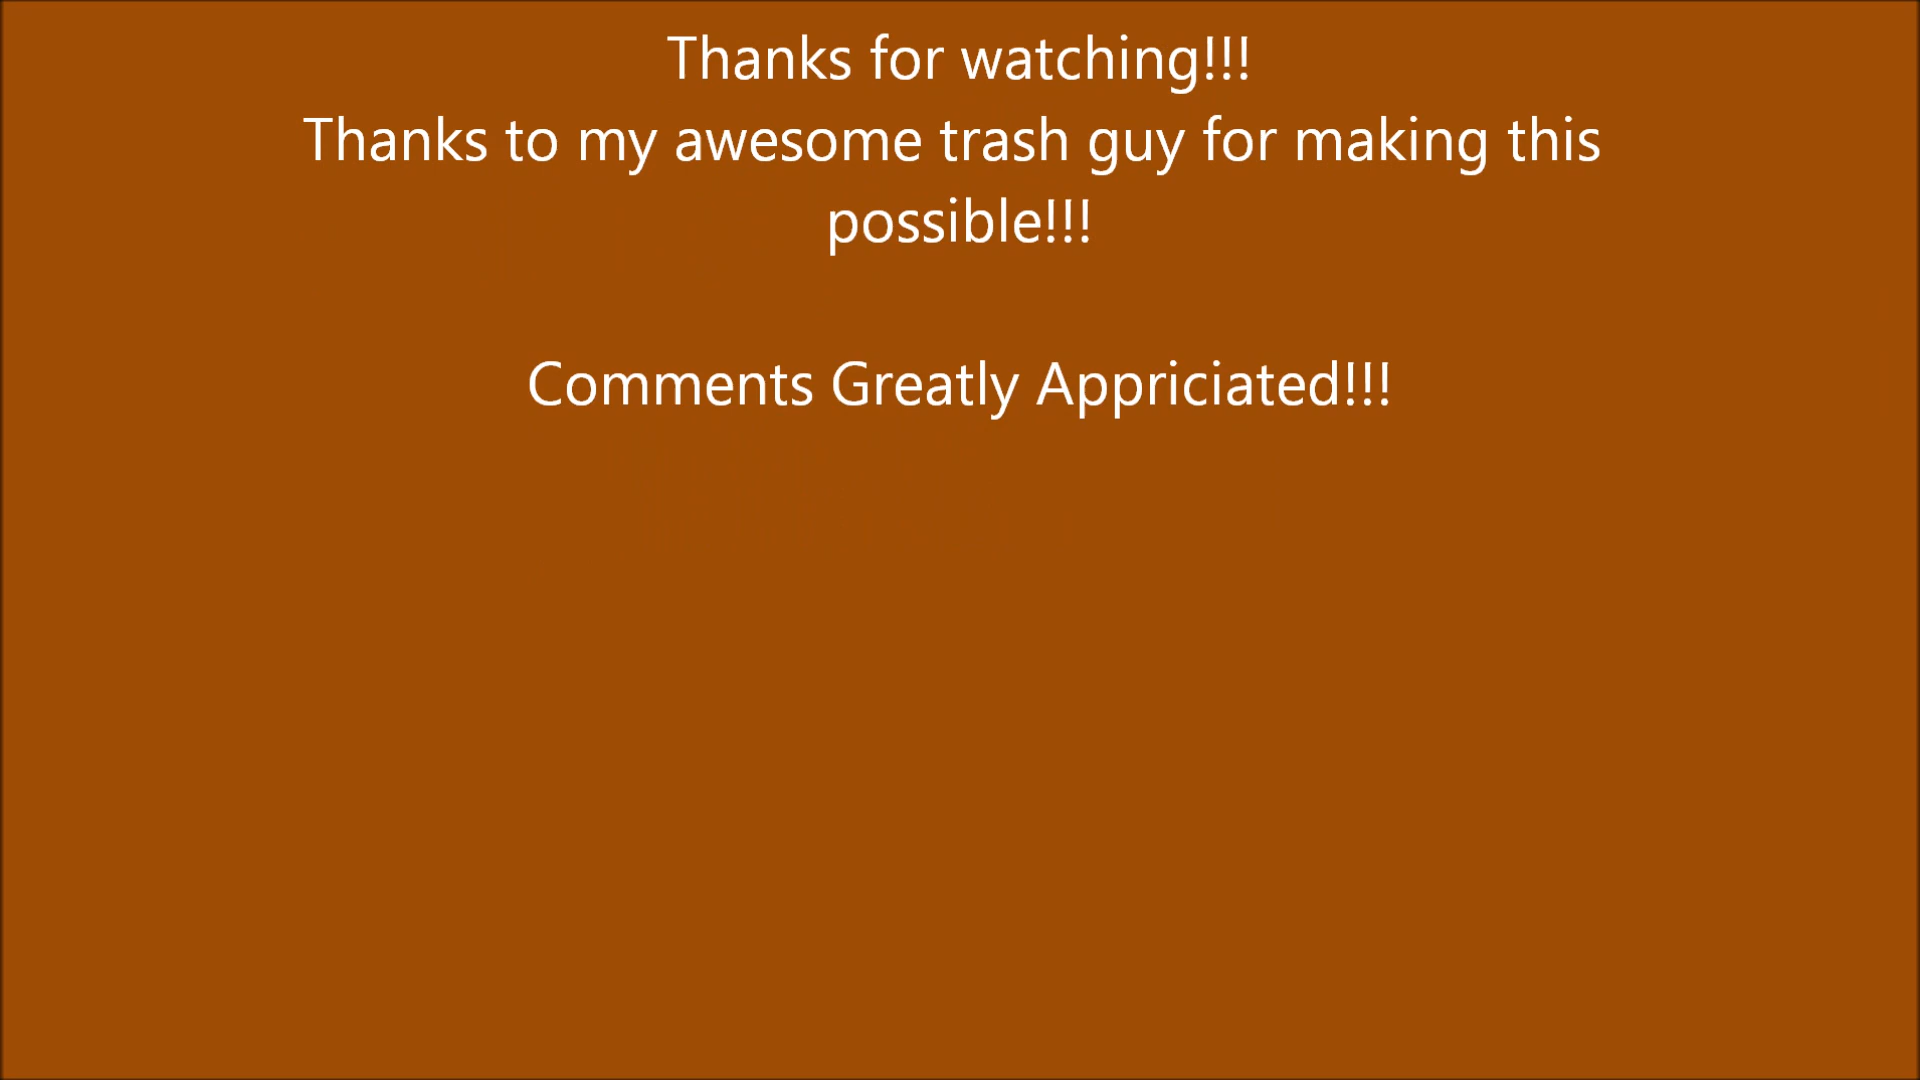 Thanks for watching!!!
Thanks to my awesome trash guy for making this
possible!!!
Comments Greatly Appriciated!!!